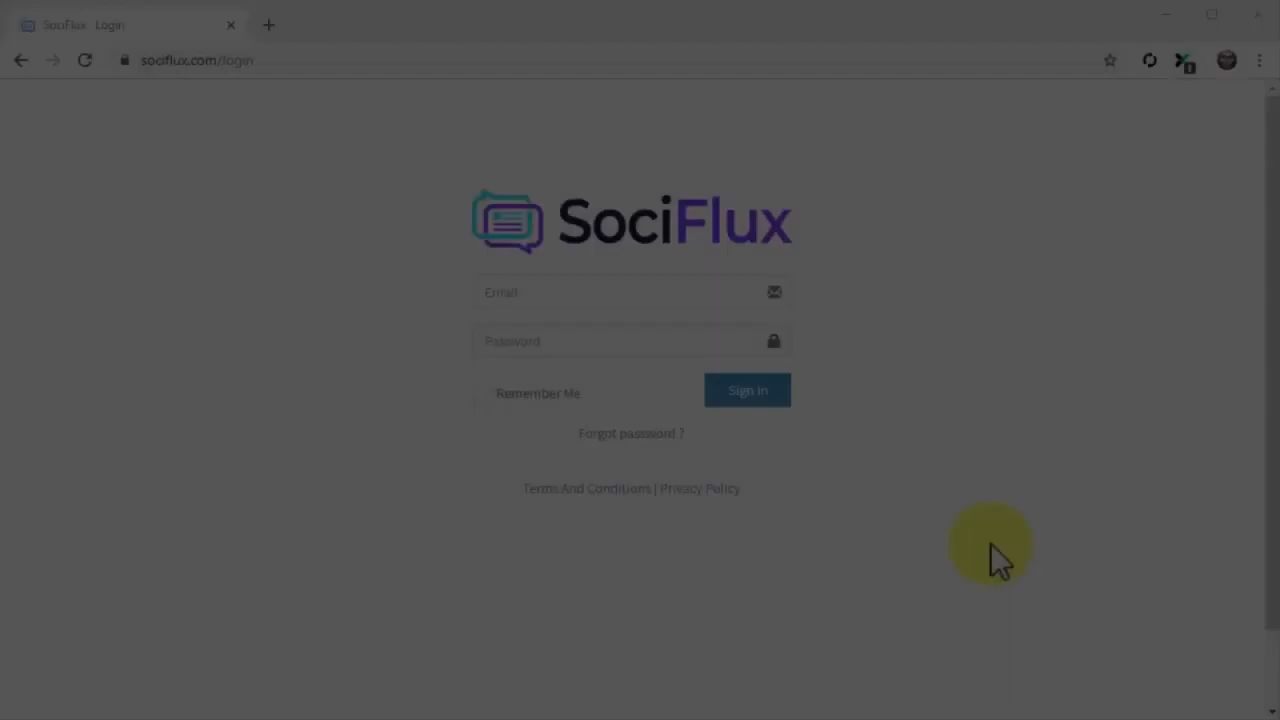 SociFlux Login
sociflux.com/login
SociFlux
Email
Password
Remember Me
Sign In
Forgot password ?
Terms And Conditions | Privacy Policy